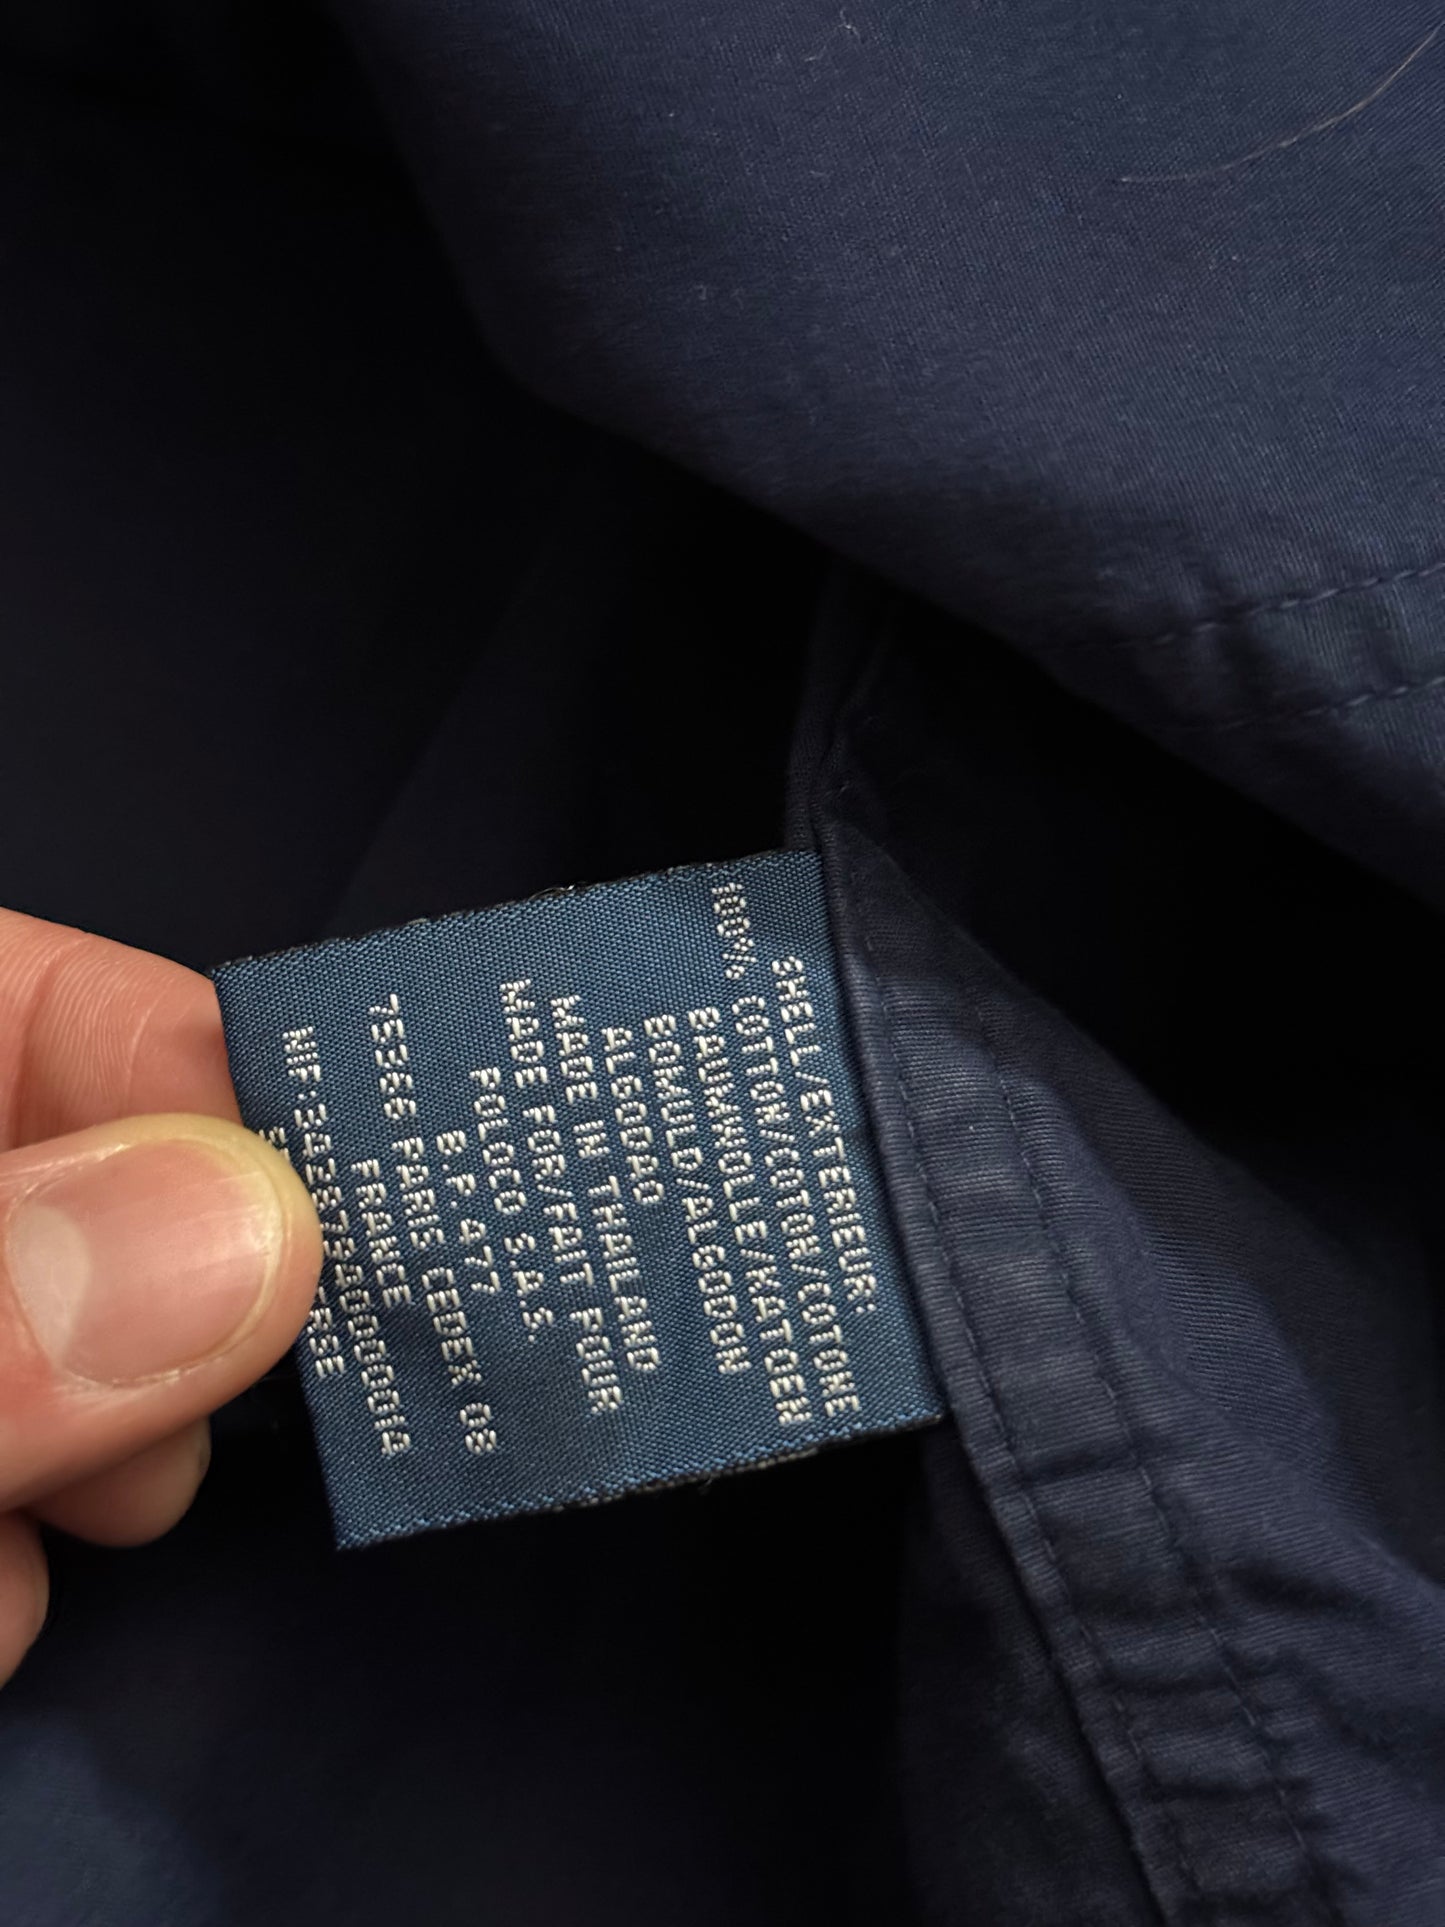 SHELL/EXTERIEUR:
100% COTTON/COTON/COTONE
BAUMWOLLE/KATOEN
BOMULD/ALGODON
ALGODAO
MADE IN THAILAND
MADE FOR/FAIT POUR
POLOCO S.A.S.
B.P.477
75366 PARIS CEDEX 08
FRANCE